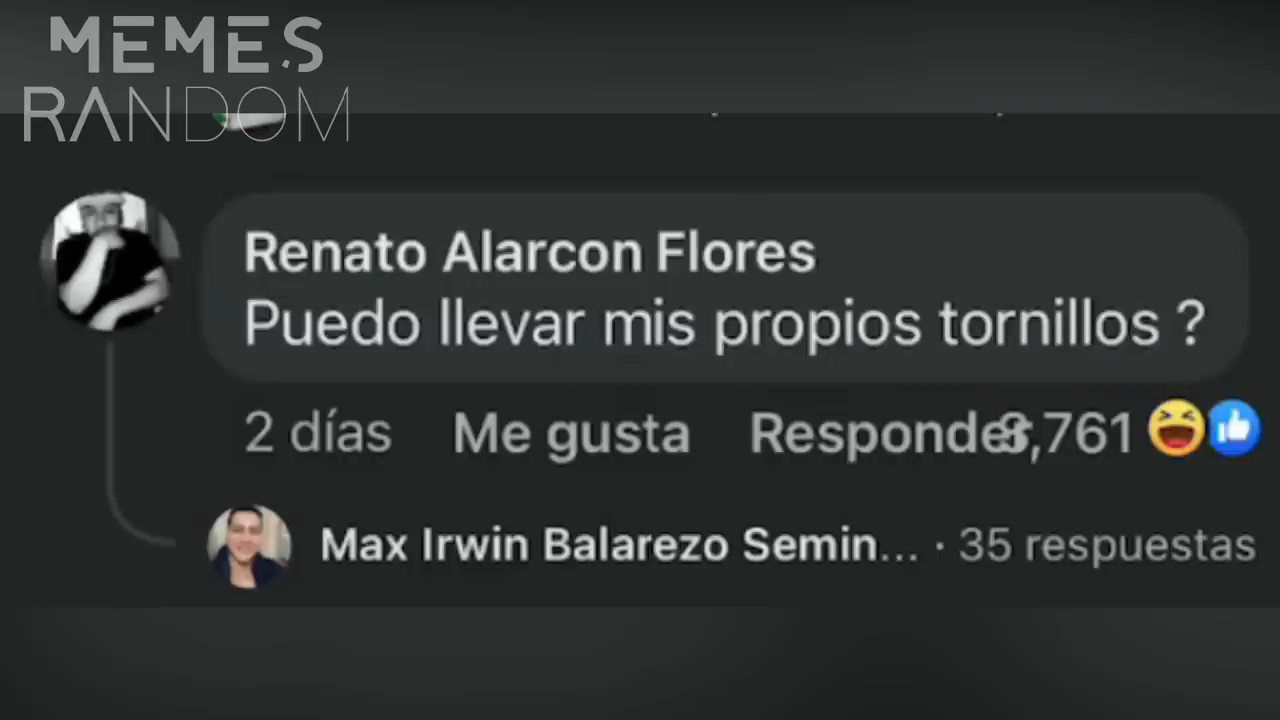 MEMES
RANDOM
Renato Alarcon Flores
Puedo llevar mis propios tornillos ?
2 días Me gusta Responder 3,761
Max Irwin Balarezo Semin... · 35 respuestas